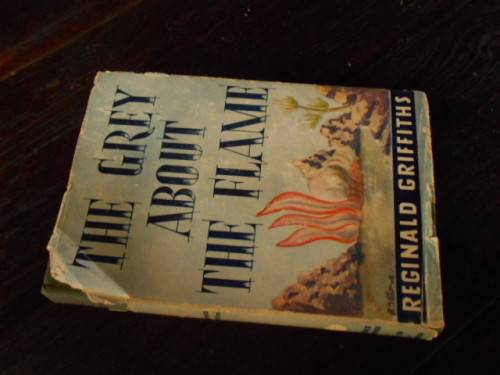 THE GREY
ABOUT
THE FLAME
REGINALD GRIFFITHS